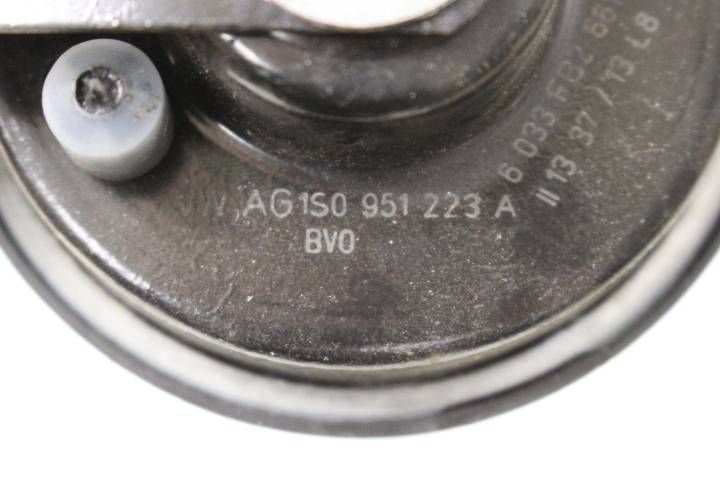 VW AG 1S0 951 223 A
BVO
6 033 FB2 66
II 13 37 / 13 L8